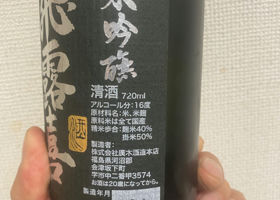 飛露喜
吟醸
清酒
720ml
アルコール分:16度
原材料名:米、米麹
原料米は全て国産
精米歩合:麹米40%
掛米50%
株式会社廣木酒造本店
福島県河沼郡
会津坂下町
字市中二番甲3574
お酒は20歳になってから。
製造年月